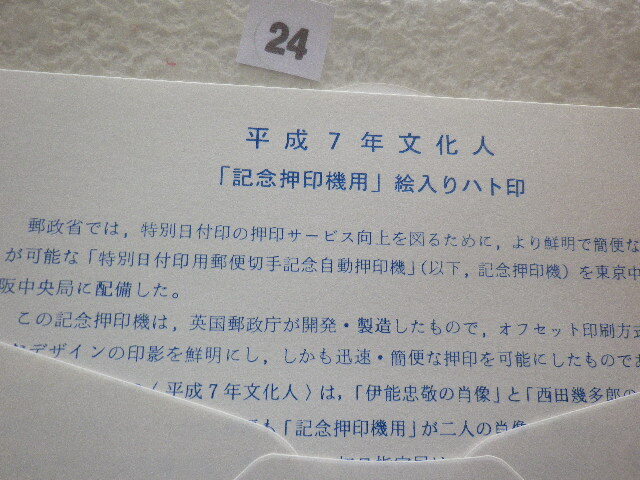 24
平成7年文化人
「記念押印機用」絵入りハト印
郵政省では,特別日付印の押印サービス向上を図るために,より鮮明で簡便な
が可能な「特別日付印用郵便切手記念自動押印機」(以下,記念押印機)を東京中
阪中央局に配備した。
この記念押印機は,英国郵政庁が開発・製造したもので,オフセット印刷方式
デザインの印影を鮮明にし,しかも迅速・簡便な押印を可能にしたもので
〈平成7年文化人〉は,「伊能忠敬の肖像」と「西田幾多郎の
も「記念押印機用」が二人の肖像